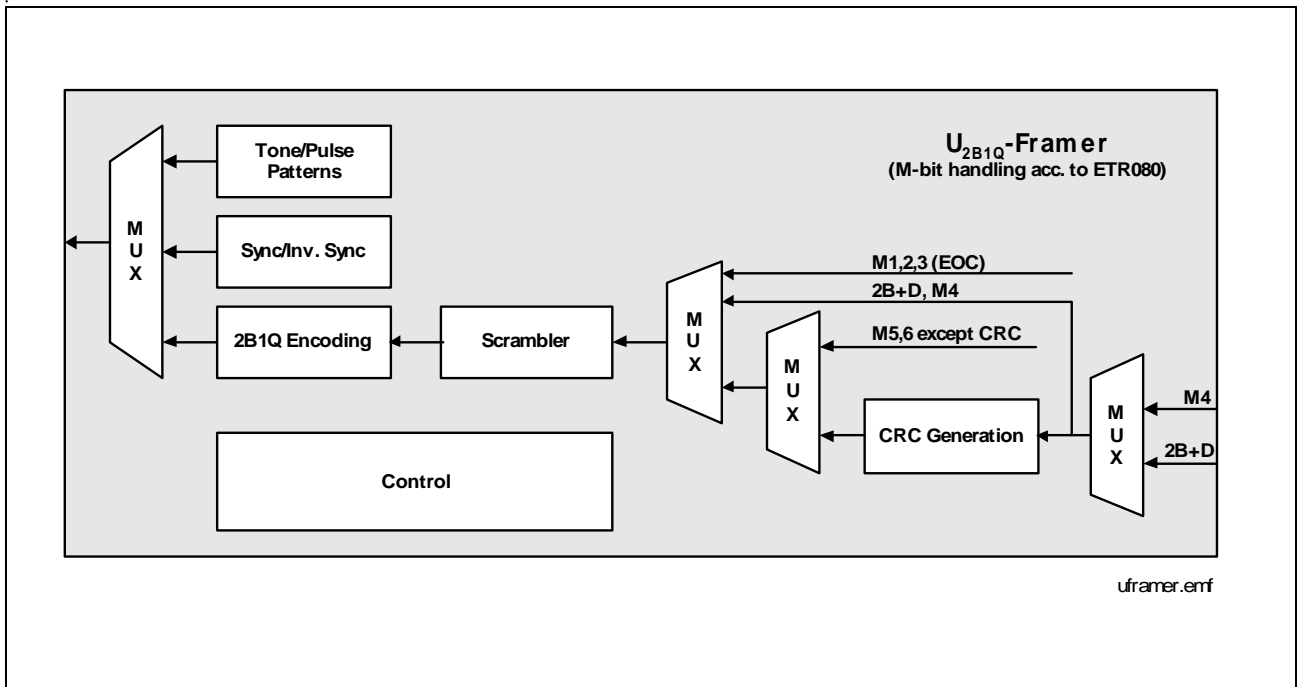 U2B1Q-Framer
(M-bit handling acc. to ETR080)
Tone/Pulse
Patterns
M
U
X
Sync/Inv. Sync
2B1Q Encoding
Scrambler
M
U
X
M1,2,3 (EOC)
2B+D, M4
M5,6 except CRC
M
U
X
CRC Generation
M
U
X
M4
2B+D
Control
uframer.emf